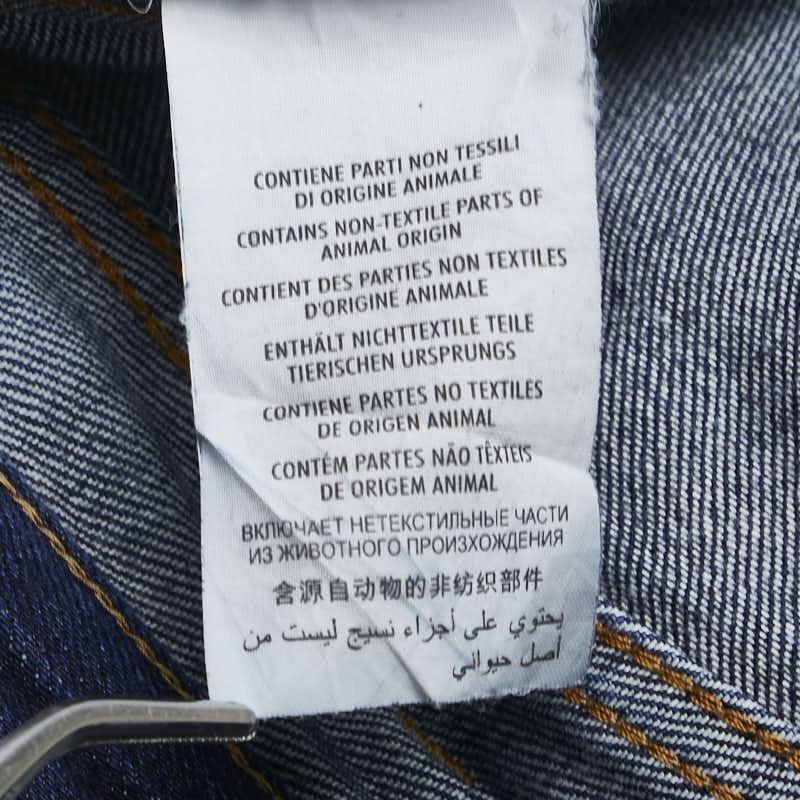 CONTIENE PARTI NON TESSILI
DI ORIGINE ANIMALE
CONTAINS NON-TEXTILE PARTS OF
ANIMAL ORIGIN
CONTIENT DES PARTIES NON TEXTILES
D'ORIGINE ANIMALE
ENTHÄLT NICHTTEXTILE TEILE
TIERISCHEN URSPRUNGS
CONTIENE PARTES NO TEXTILES
DE ORIGEN ANIMAL
CONTÉM PARTES NÃO TÊXTEIS
DE ORIGEM ANIMAL
ВКЛЮЧАЕТ НЕТЕКСТИЛЬНЫЕ ЧАСТИ
ИЗ ЖИВОТНОГО ПРОИЗХОЖДЕНИЯ
含源自动物的非纺织部件
يحتوي على أجزاء نسيج ليست من
أصل حيواني